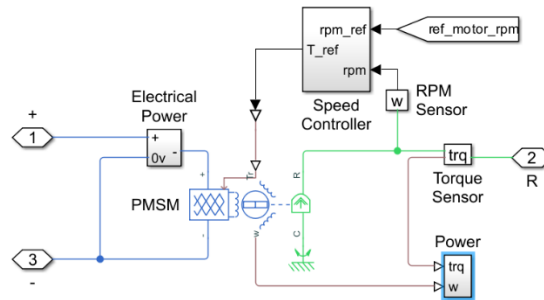 rpm_ref
T_ref
rpm
ref_motor_rpm
Speed
Controller
w
RPM
Sensor
+
1
Electrical
Power
+
-
0v
trq
2
R
Torque
Sensor
PMSM
+
-
Tr
w
R
C
3
-
Power
trq
w